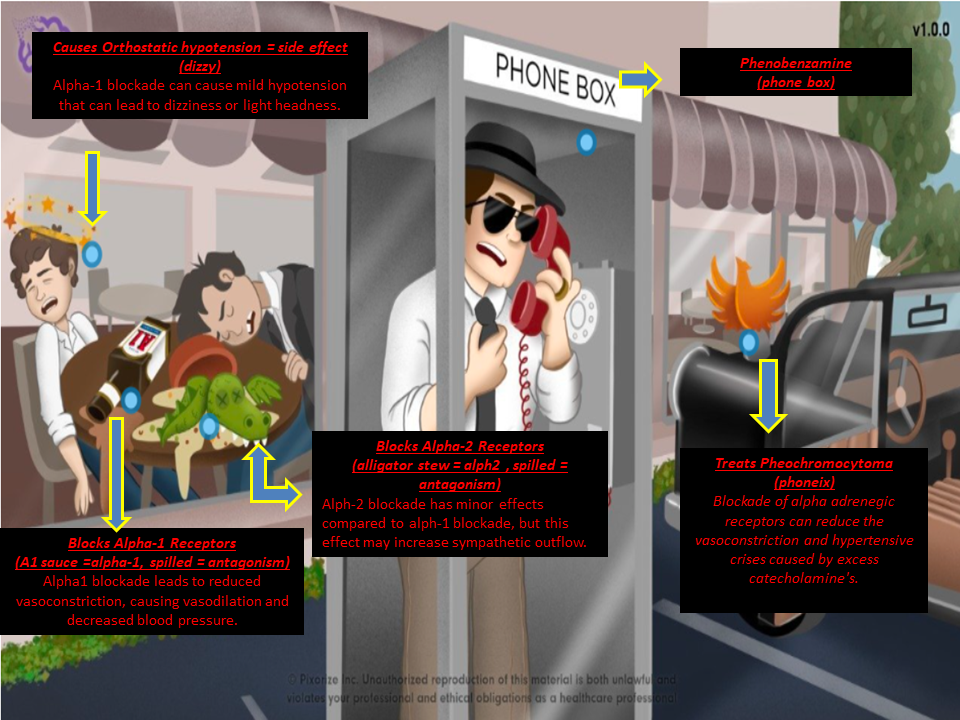 v1.0.0
Causes Orthostatic hypotension = side effect
(dizzy)
Alpha-1 blockade can cause mild hypotension
that can lead to dizziness or light headness.
PHONE BOX
Phenobenzamine
(phone box)
A1
Blocks Alpha-2 Receptors
(alligator stew = alph2 , spilled =
antagonism)
Alph-2 blockade has minor effects
compared to alph-1 blockade, but this
effect may increase sympathetic outflow.
Treats Pheochromocytoma
(phoneix)
Blockade of alpha adrenegic
receptors can reduce the
vasoconstriction and hypertensive
crises caused by excess
catecholamine's.
Blocks Alpha-1 Receptors
(A1 sauce =alpha-1, spilled = antagonism)
Alpha1 blockade leads to reduced
vasoconstriction, causing vasodilation and
decreased blood pressure.
© Pixorize Inc. Unauthorized reproduction of this material is both unlawful and
violates your professional and ethical obligations as a healthcare professional.